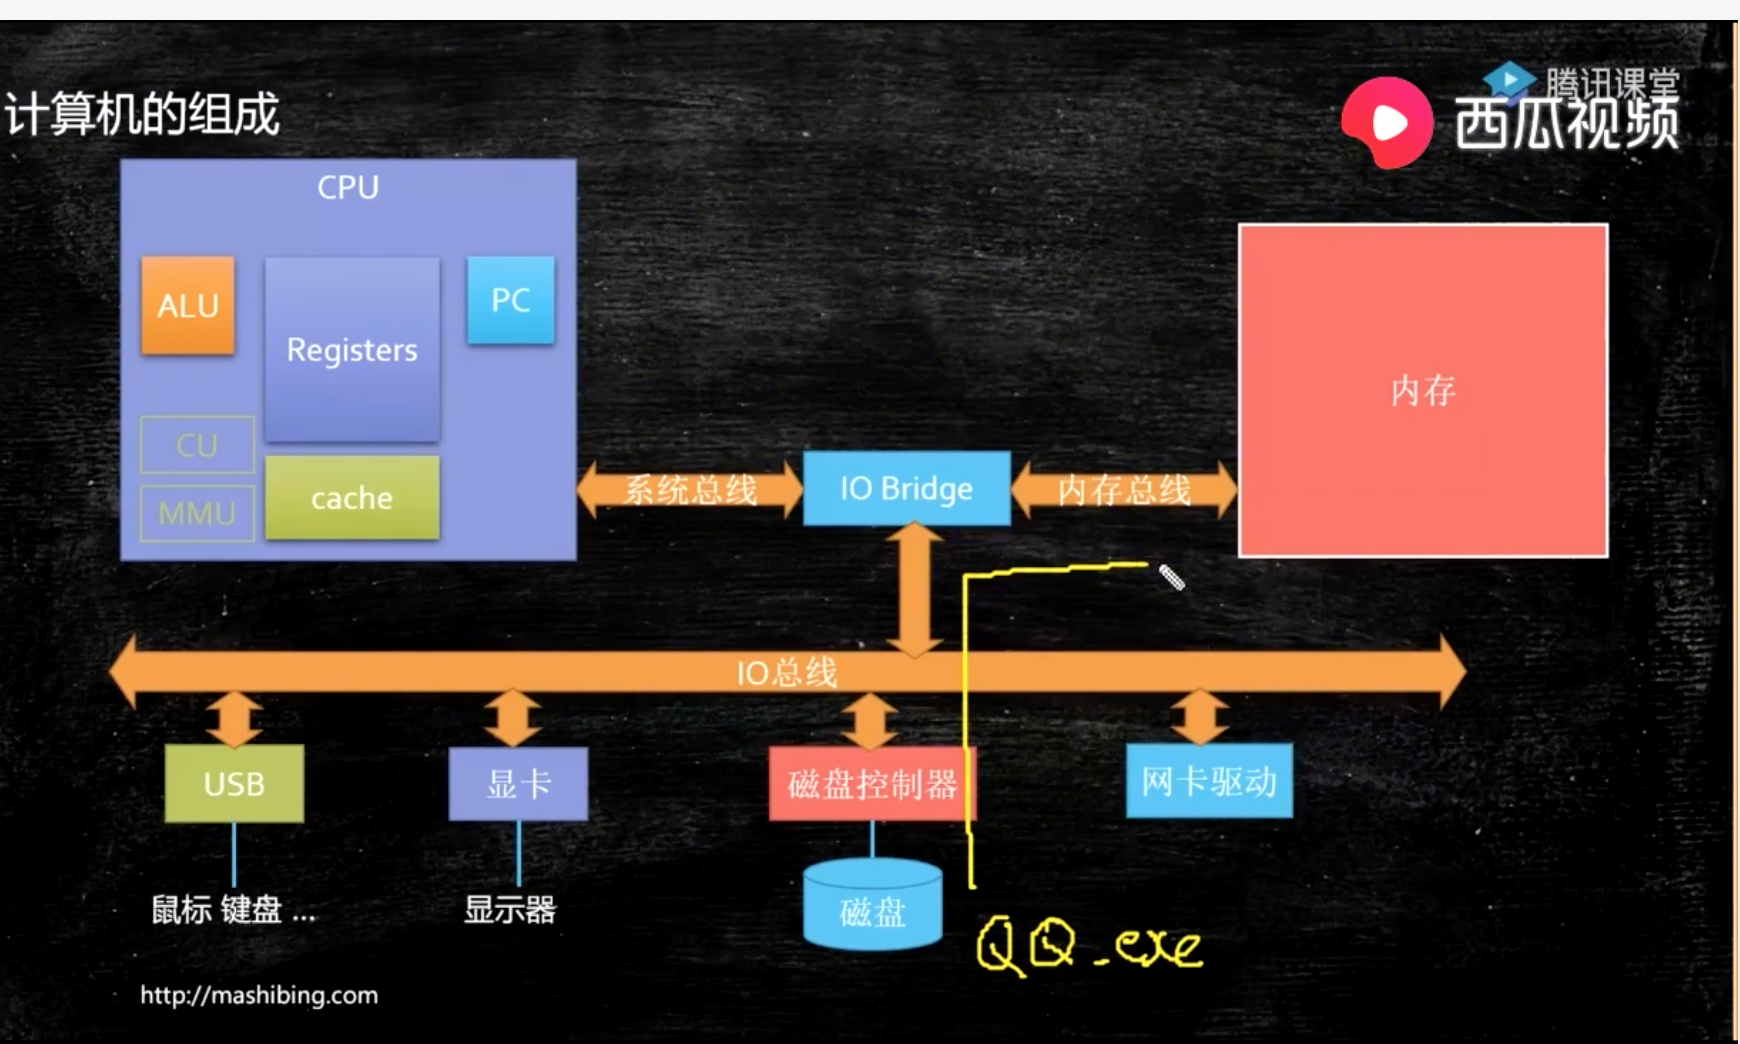 腾讯课堂
西瓜视频
计算机的组成
CPU
ALU
Registers
PC
CU
MMU
cache
系统总线
IO Bridge
内存总线
内存
IO总线
USB
显卡
磁盘控制器
网卡驱动
鼠标 键盘 ...
显示器
磁盘
QQ.exe
http://mashibing.com